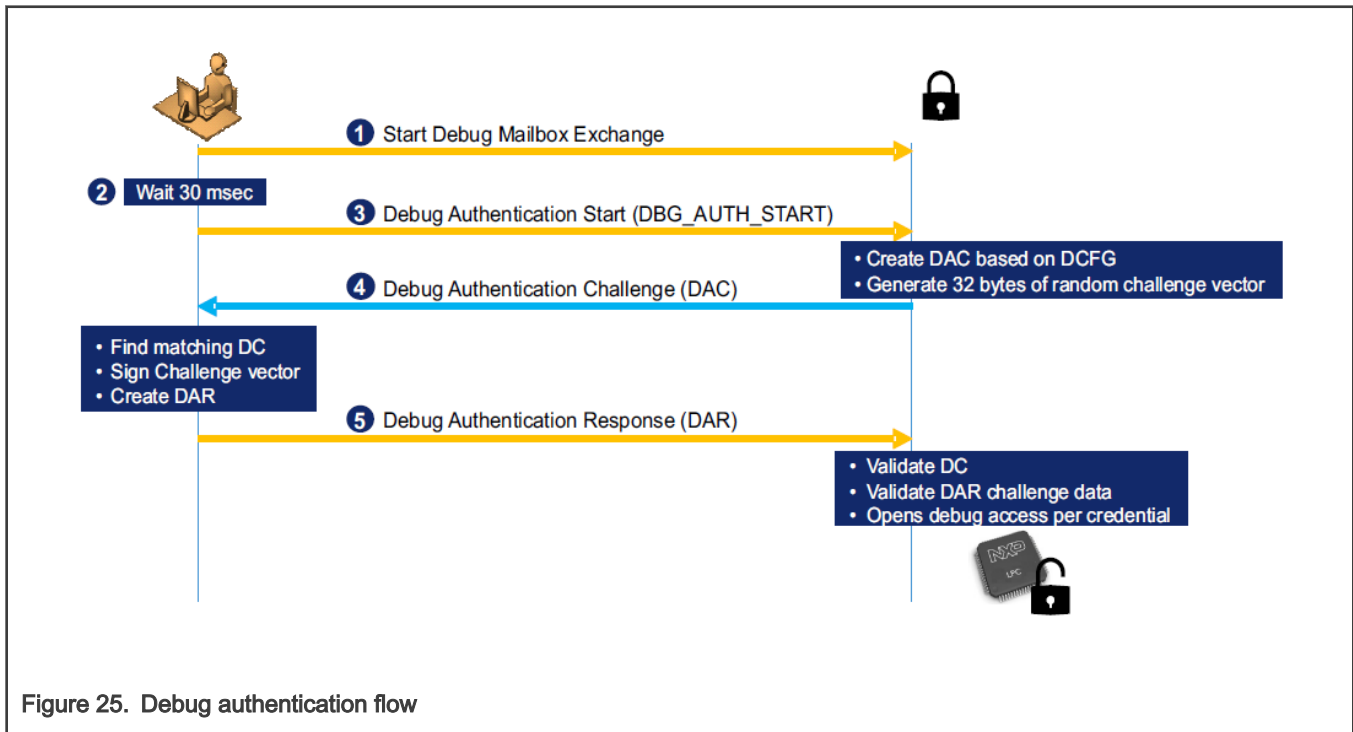 1 Start Debug Mailbox Exchange
2 Wait 30 msec
3 Debug Authentication Start (DBG_AUTH_START)
• Create DAC based on DCFG
• Generate 32 bytes of random challenge vector
4 Debug Authentication Challenge (DAC)
• Find matching DC
• Sign Challenge vector
• Create DAR
5 Debug Authentication Response (DAR)
• Validate DC
• Validate DAR challenge data
• Opens debug access per credential
NXP
LPC
Figure 25. Debug authentication flow